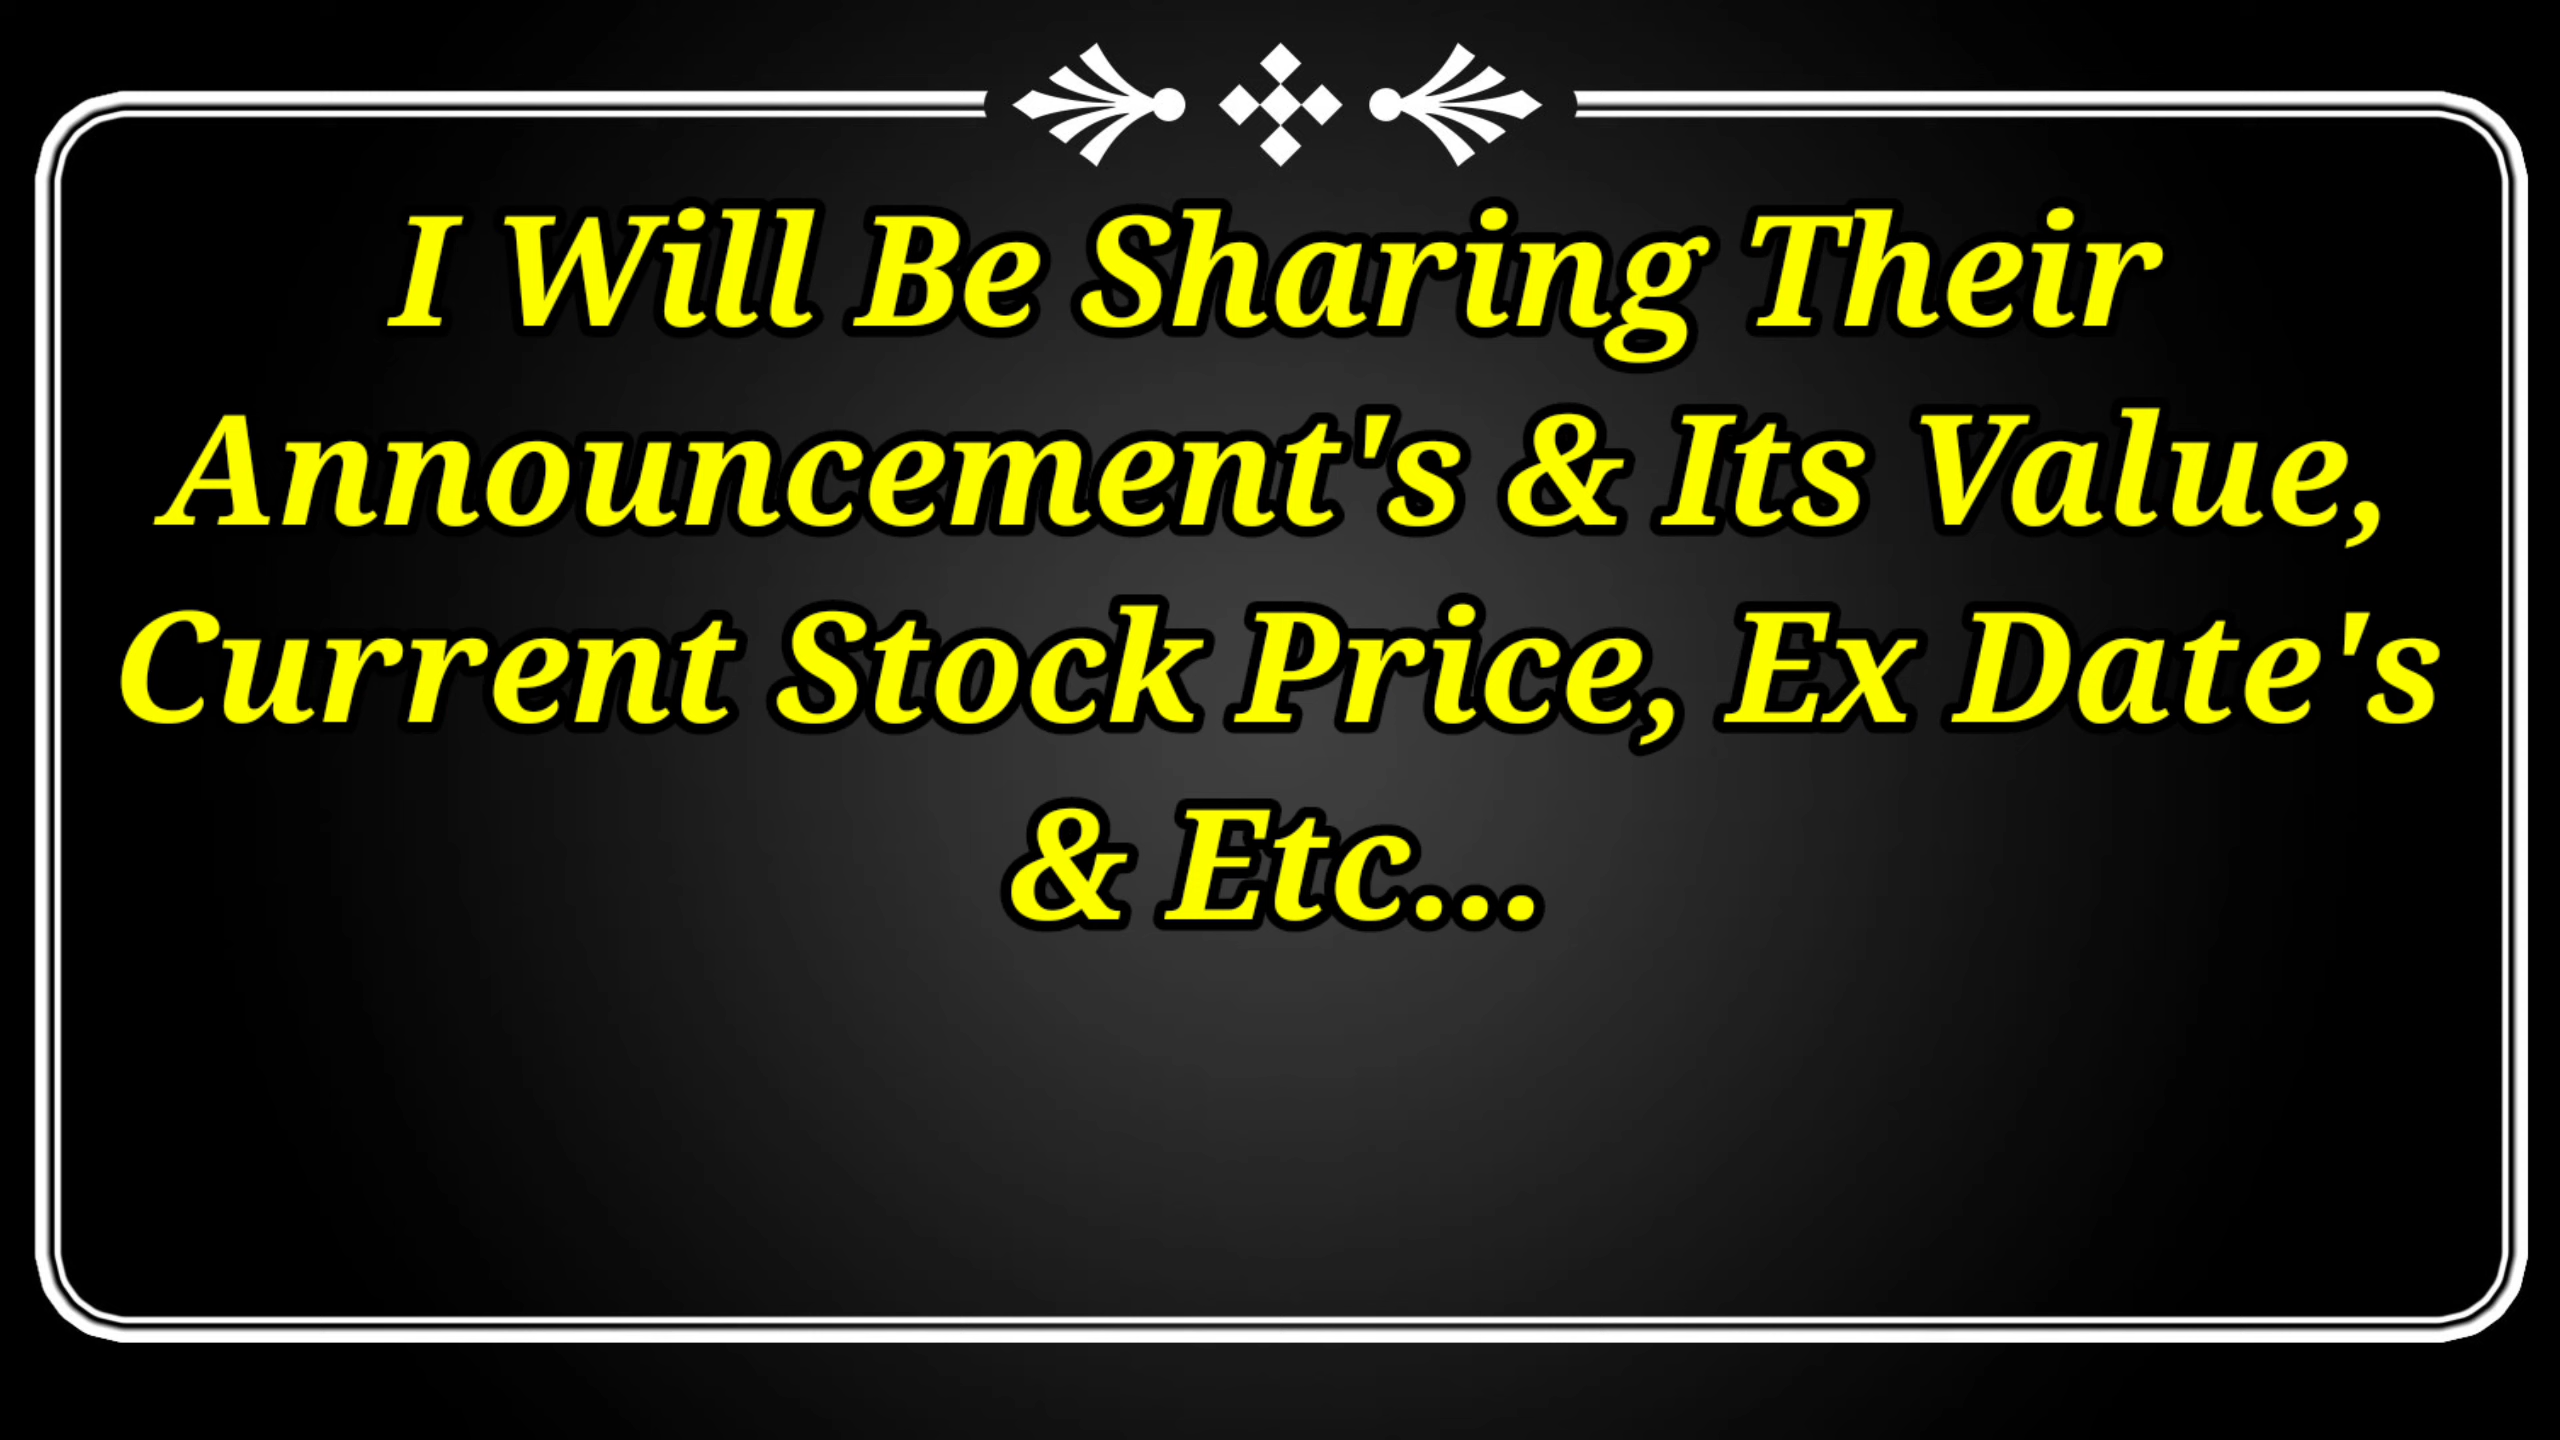 I Will Be Sharing Their
Announcement's & Its Value,
Current Stock Price, Ex Date's
& Etc...